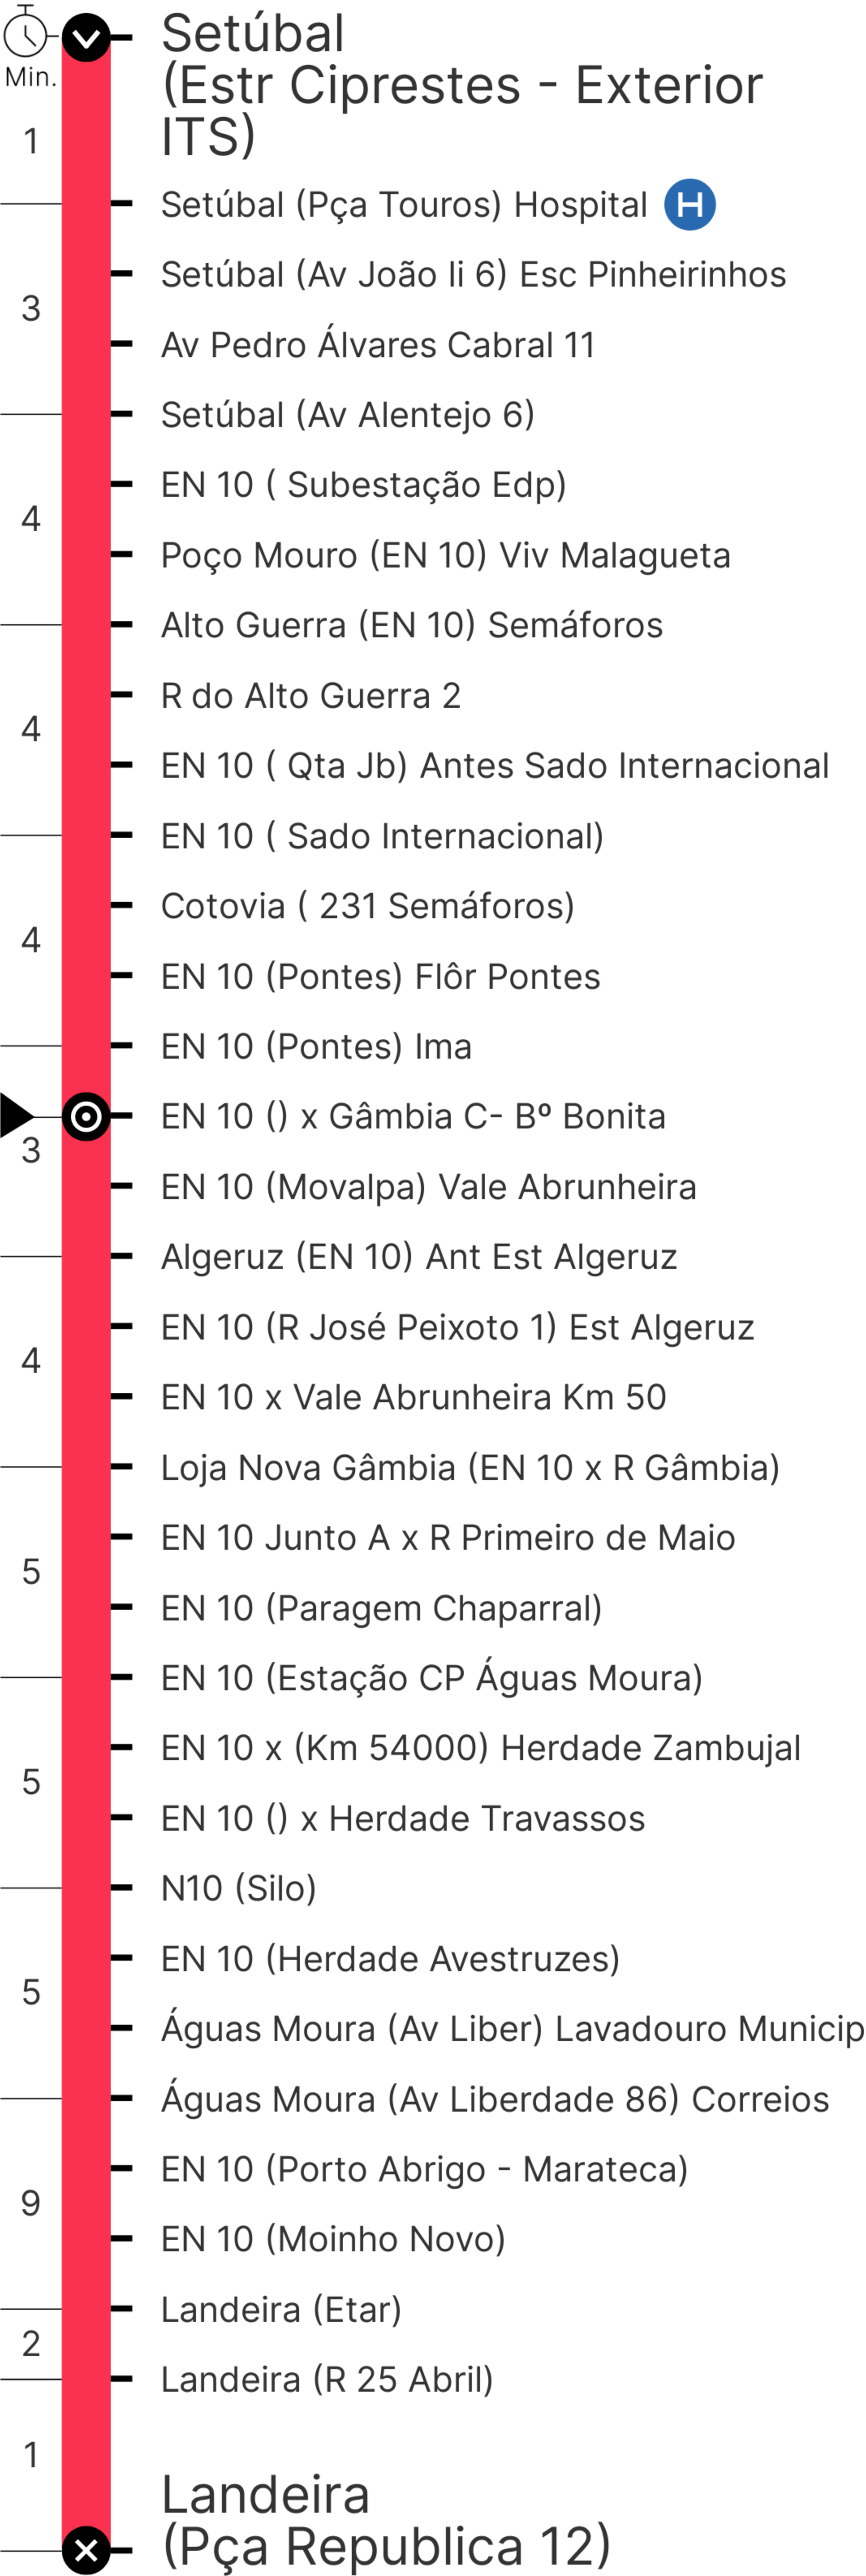 Setúbal
(Estr Ciprestes - Exterior
ITS)
Min.
1
Setúbal (Pça Touros) Hospital H
Setúbal (Av João Ii 6) Esc Pinheirinhos
3
Av Pedro Álvares Cabral 11
Setúbal (Av Alentejo 6)
EN 10 ( Subestação Edp)
4
Poço Mouro (EN 10) Viv Malagueta
Alto Guerra (EN 10) Semáforos
R do Alto Guerra 2
4
EN 10 ( Qta Jb) Antes Sado Internacional
EN 10 ( Sado Internacional)
Cotovia ( 231 Semáforos)
4
EN 10 (Pontes) Flôr Pontes
EN 10 (Pontes) Ima
EN 10 () x Gâmbia C- Bº Bonita
3
EN 10 (Movalpa) Vale Abrunheira
Algeruz (EN 10) Ant Est Algeruz
EN 10 (R José Peixoto 1) Est Algeruz
4
EN 10 x Vale Abrunheira Km 50
Loja Nova Gâmbia (EN 10 x R Gâmbia)
EN 10 Junto A x R Primeiro de Maio
5
EN 10 (Paragem Chaparral)
EN 10 (Estação CP Águas Moura)
EN 10 x (Km 54000) Herdade Zambujal
5
EN 10 () x Herdade Travassos
N10 (Silo)
EN 10 (Herdade Avestruzes)
5
Águas Moura (Av Liber) Lavadouro Municip
Águas Moura (Av Liberdade 86) Correios
EN 10 (Porto Abrigo - Marateca)
9
EN 10 (Moinho Novo)
Landeira (Etar)
2
Landeira (R 25 Abril)
1
Landeira
(Pça Republica 12)